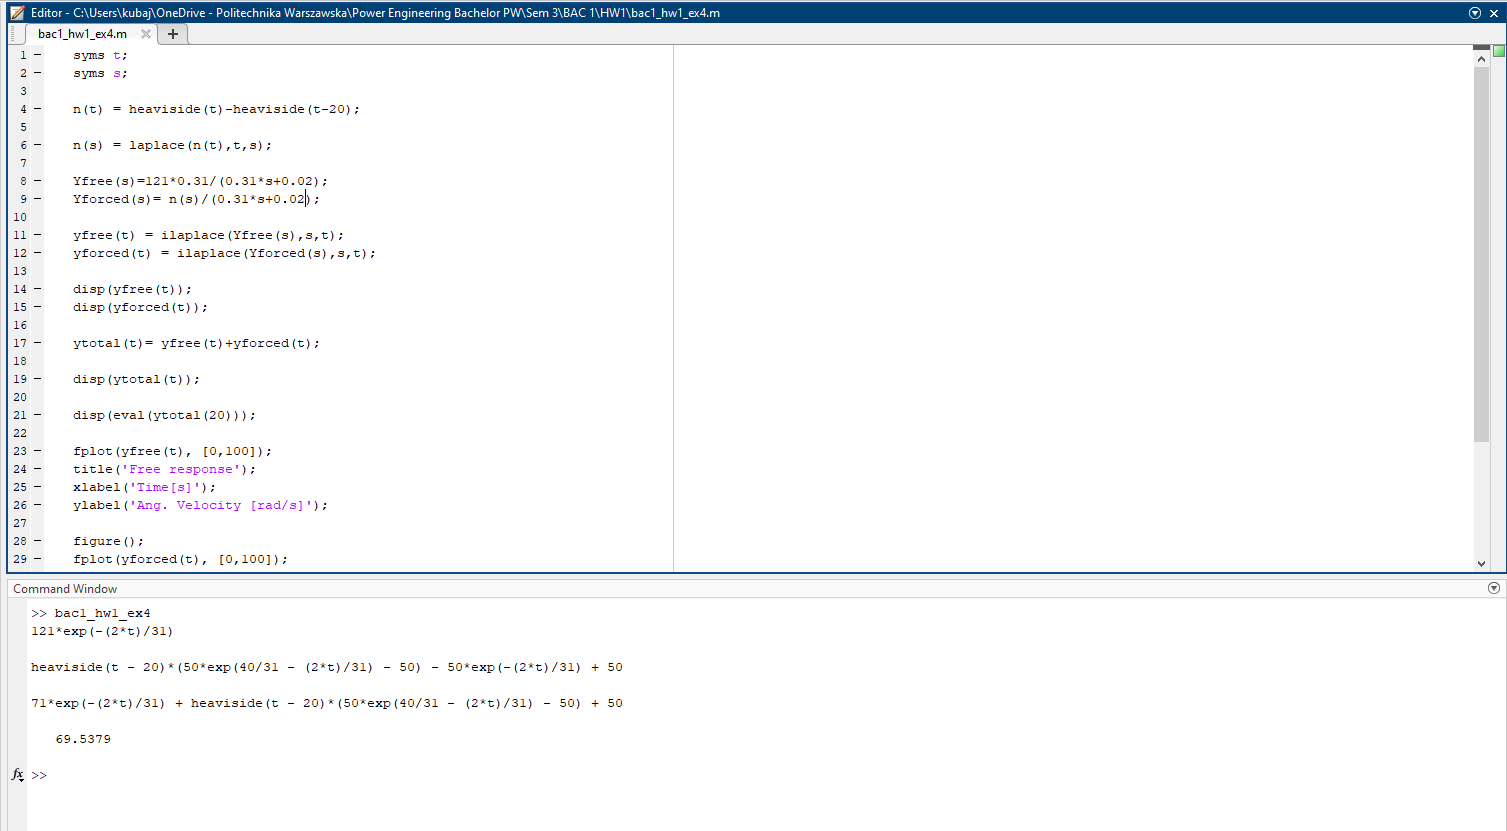 Editor - C:\Users\kubaj\OneDrive - Politechnika Warszawska\Power Engineering Bachelor PW\Sem 3\BAC 1\HW1\bac1_hw1_ex4.m
bac1_hw1_ex4.m
1 syms t;
2 syms s;
3
4 n(t) = heaviside(t)-heaviside(t-20);
5
6 n(s) = laplace(n(t),t,s);
7
8 Yfree(s)=121*0.31/(0.31*s+0.02);
9 Yforced(s)= n(s)/(0.31*s+0.02);
10
11 yfree(t) = ilaplace(Yfree(s),s,t);
12 yforced(t) = ilaplace(Yforced(s),s,t);
13
14 disp(yfree(t));
15 disp(yforced(t));
16
17 ytotal(t)= yfree(t)+yforced(t);
18
19 disp(ytotal(t));
20
21 disp(eval(ytotal(20)));
22
23 fplot(yfree(t), [0,100]);
24 title('Free response');
25 xlabel('Time[s]');
26 ylabel('Ang. Velocity [rad/s]');
27
28 figure();
29 fplot(yforced(t), [0,100]);
Command Window
>> bac1_hw1_ex4
121*exp(-(2*t)/31)
heaviside(t - 20)*(50*exp(40/31 - (2*t)/31) - 50) - 50*exp(-(2*t)/31) + 50
71*exp(-(2*t)/31) + heaviside(t - 20)*(50*exp(40/31 - (2*t)/31) - 50) + 50
69.5379
fx >>